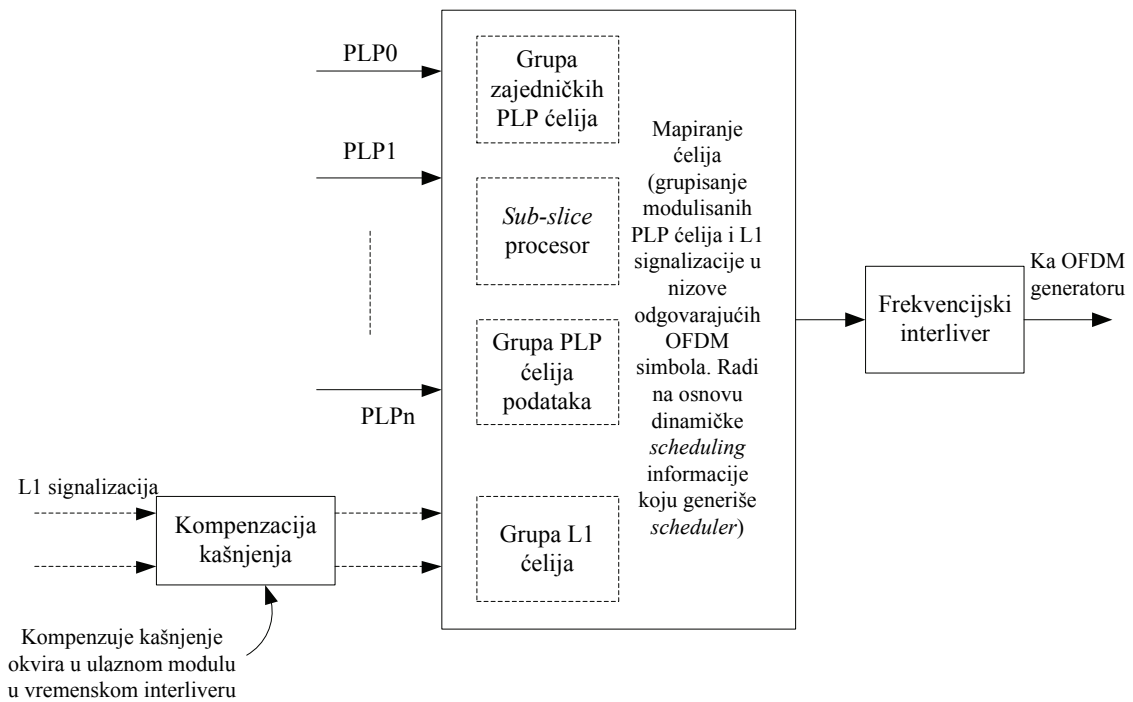 PLP0
PLP1
PLPn
L1 signalizacija
Kompenzacija
kašnjenja
Kompenzuje kašnjenje
okvira u ulaznom modulu
u vremenskom interliveru
Grupa
zajedničkih
PLP ćelija
Sub-slice
procesor
Grupa PLP
ćelija
podataka
Grupa L1
ćelija
Mapiranje
ćelija
(grupisanje
modulisanih
PLP ćelija i L1
signalizacije u
nizove
odgovarajućih
OFDM
simbola. Radi
na osnovu
dinamičke
scheduling
informacije
koju generiše
scheduler)
Frekvencijski
interliver
Ka OFDM
generatoru